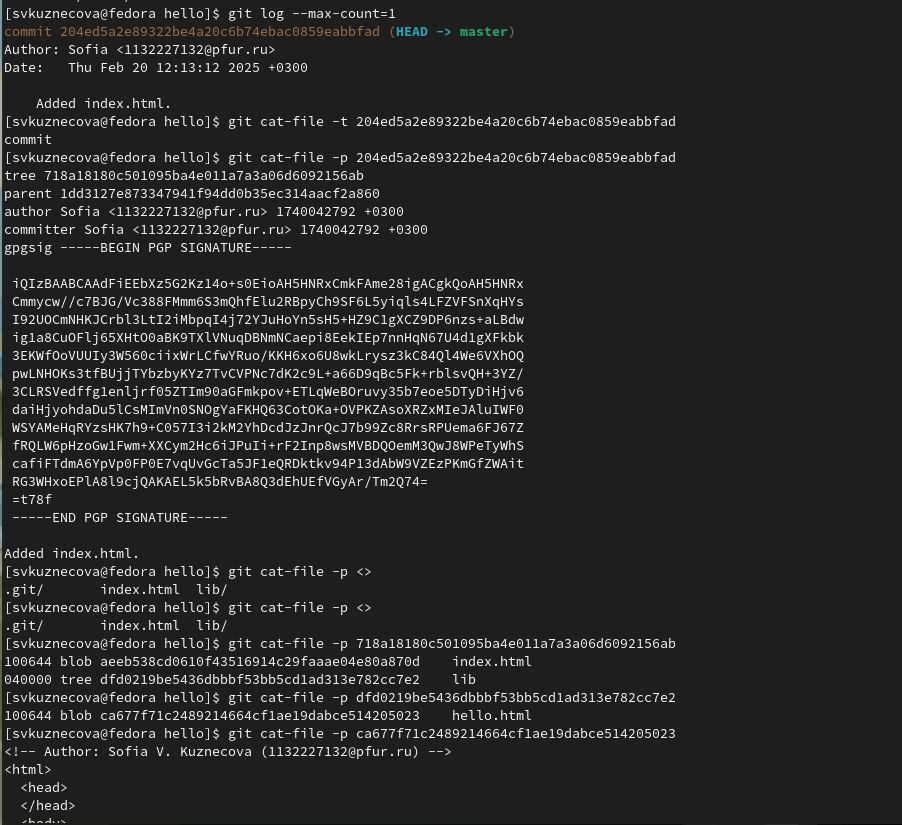 [svkuznecova@fedora hello]$ git log --max-count=1
commit 204ed5a2e89322be4a20c6b74ebac0859eabbfad (HEAD -> master)
Author: Sofia <1132227132@pfur.ru>
Date:   Thu Feb 20 12:13:12 2025 +0300

    Added index.html.
[svkuznecova@fedora hello]$ git cat-file -t 204ed5a2e89322be4a20c6b74ebac0859eabbfad
commit
[svkuznecova@fedora hello]$ git cat-file -p 204ed5a2e89322be4a20c6b74ebac0859eabbfad
tree 718a18180c501095ba4e011a7a3a06d6092156ab
parent 1dd3127e873347941f94dd0b35ec314aacf2a860
author Sofia <1132227132@pfur.ru> 1740042792 +0300
committer Sofia <1132227132@pfur.ru> 1740042792 +0300
gpgsig -----BEGIN PGP SIGNATURE-----

 iQIzBAABCAAdFiEEbXz5G2Kz14o+s0EioAH5HNRxCmkFAme28igACgkQoAH5HNRx
 Cmmycw//c7BJG/Vc388FMmm6S3mQhfElu2RBpyCh9SF6L5yiqls4LFZVFSnXqHYs
 I92UOCmNHKJCrbl3LtI2iMbpqI4j72YJuHoYn5sH5+HZ9C1gXCZ9DP6nzs+aLBdw
 ig1a8CuOFlj65XHtO0aBK9TXlVNuqDBNmNCaepi8EekIEp7nnHqN67U4d1gXFkbk
 3EKWfOoVUUIy3W560ciixWrLCfwYRuo/KKH6xo6U8wkLrysz3kC84Ql4We6VXhOQ
 pwLNHOKs3tfBUjjTYbzbyKYz7TvCVPNc7dK2c9L+a66D9qBc5Fk+rblsvQH+3YZ/
 3CLRSVedffg1enljrf05ZTIm90aGFmkpov+ETLqWeBOruvy35b7eoe5DTyDiHjv6
 daiHjyohdaDu5lCsMImVn0SNOgYaFKHQ63CotOKa+OVPKZAsoXRZxMIeJAluIWF0
 WSYAMeHqRYzsHK7h9+C057I3i2kM2YhDcdJzJnrQcJ7b99Zc8RrsRPUema6FJ67Z
 fRQLW6pHzoGw1Fwm+XXCym2Hc6iJPuIi+rF2Inp8wsMVBDQOemM3QwJ8WPeTyWhS
 cafiFTdmA6YpVp0FP0E7vqUvGcTa5JF1eQRDktkv94P13dAbW9VZEzPKmGfZWAit
 RG3WHxoEPlA8l9cjQAKAEL5k5bRvBA8Q3dEhUEfVGyAr/Tm2Q74=
 =t78f
 -----END PGP SIGNATURE-----

Added index.html.
[svkuznecova@fedora hello]$ git cat-file -p <>
.git/       index.html  lib/
[svkuznecova@fedora hello]$ git cat-file -p <>
.git/       index.html  lib/
[svkuznecova@fedora hello]$ git cat-file -p 718a18180c501095ba4e011a7a3a06d6092156ab
100644 blob aeeb538cd0610f43516914c29faaae04e80a870d    index.html
040000 tree dfd0219be5436dbbbf53bb5cd1ad313e782cc7e2    lib
[svkuznecova@fedora hello]$ git cat-file -p dfd0219be5436dbbbf53bb5cd1ad313e782cc7e2
100644 blob ca677f71c2489214664cf1ae19dabce514205023    hello.html
[svkuznecova@fedora hello]$ git cat-file -p ca677f71c2489214664cf1ae19dabce514205023
<!-- Author: Sofia V. Kuznecova (1132227132@pfur.ru) -->
<html>
  <head>
  </head>
  <body>